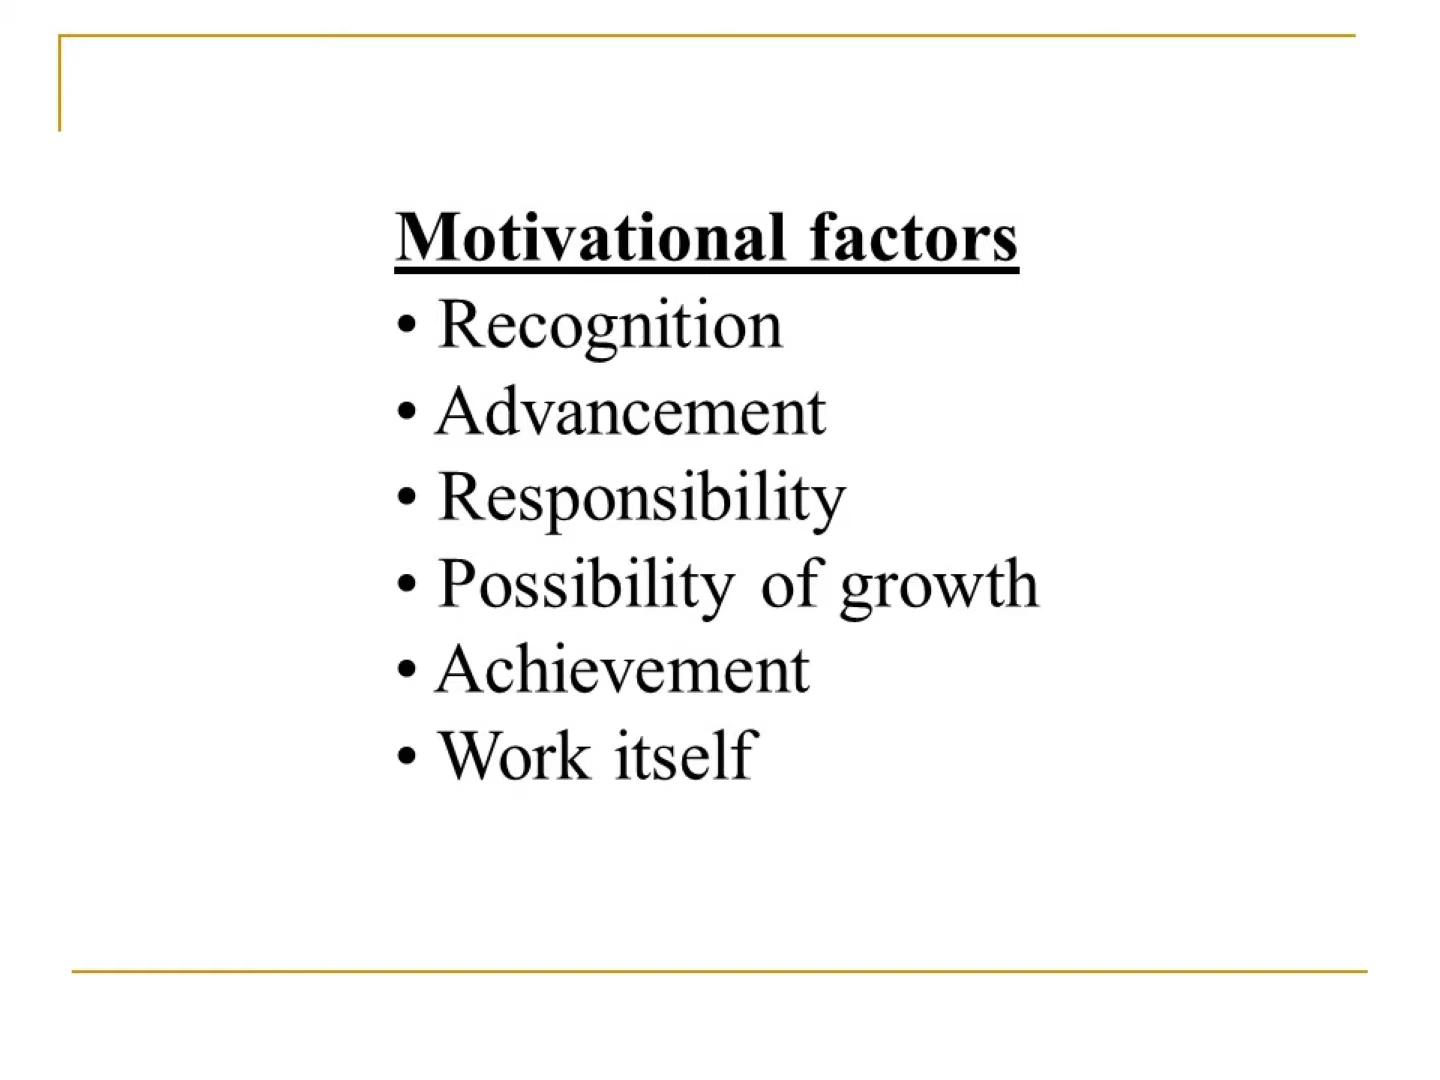 Motivational factors
• Recognition
• Advancement
• Responsibility
• Possibility of growth
• Achievement
• Work itself